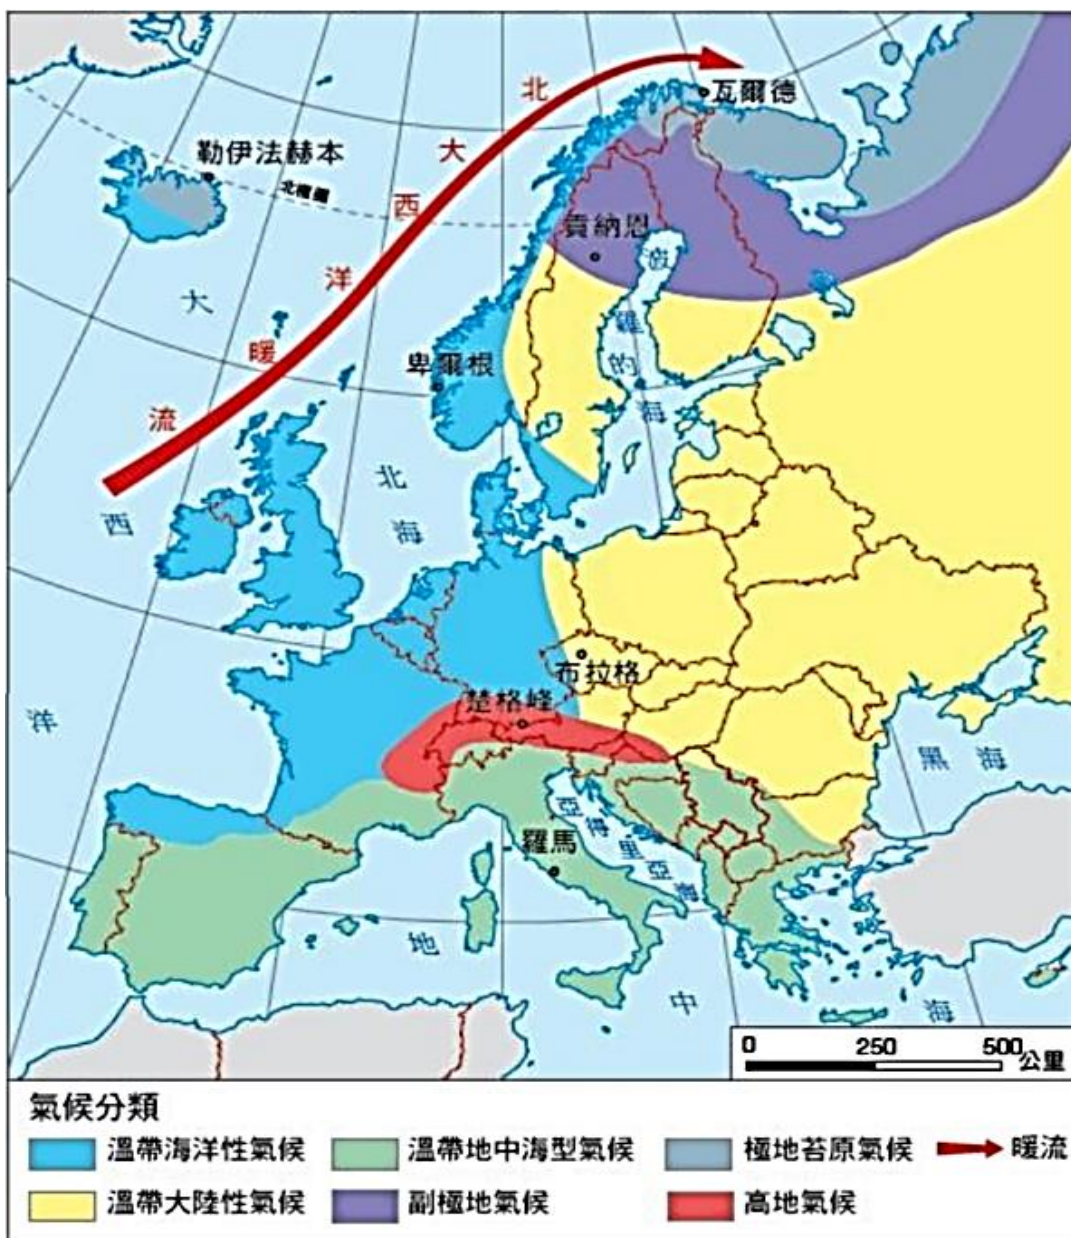 北
瓦爾德
大
勒伊法赫本
北極圈
西
貢納恩
洋
波
大
羅
暖
的
卑爾根
海
流
北
西
海
布拉格
楚格峰
洋
黑海
亞得里亞海
羅馬
地
中
海
0 250 500 公里
氣候分類
溫帶海洋性氣候 溫帶地中海型氣候 極地苔原氣候 暖流
溫帶大陸性氣候 副極地氣候 高地氣候